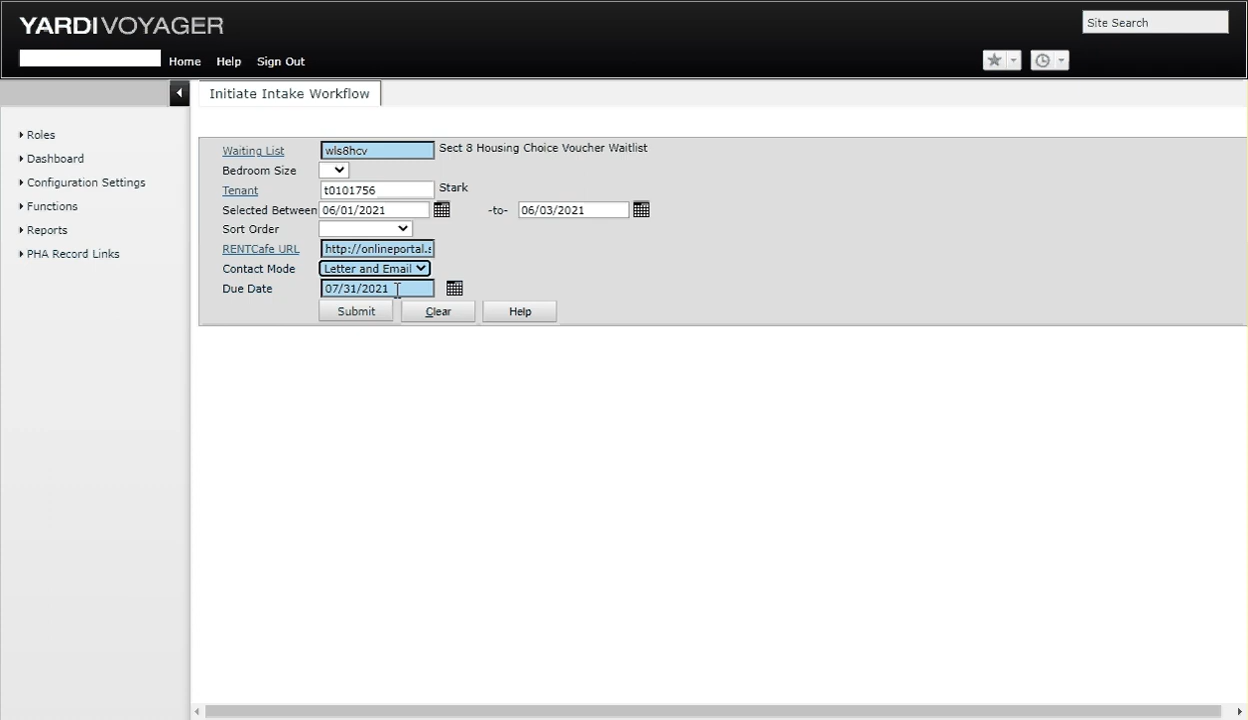 YARDI VOYAGER
Site Search
Home Help Sign Out
Initiate Intake Workflow
Roles
Dashboard
Configuration Settings
Functions
Reports
PHA Record Links
Waiting List wls8hcv Sect 8 Housing Choice Voucher Waitlist
Bedroom Size
Tenant t0101756 Stark
Selected Between 06/01/2021 -to- 06/03/2021
Sort Order
RENTCafe URL http://onlineportal.s
Contact Mode Letter and Email
Due Date 07/31/2021
Submit Clear Help